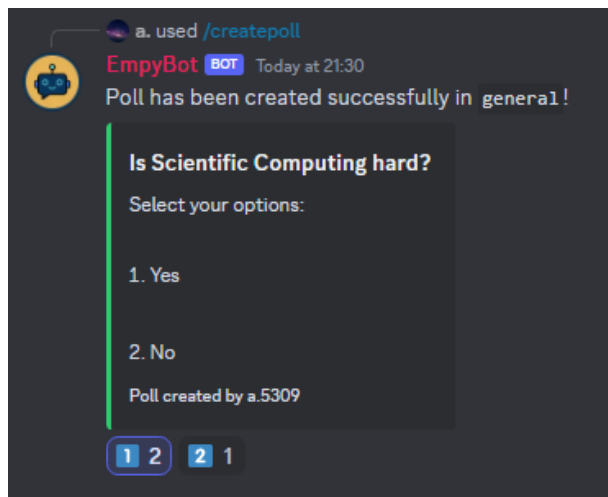 a. used /createpoll
EmpyBot BOT Today at 21:30
Poll has been created successfully in general!
Is Scientific Computing hard?
Select your options:
1. Yes
2. No
Poll created by a.5309
1 2 2 1